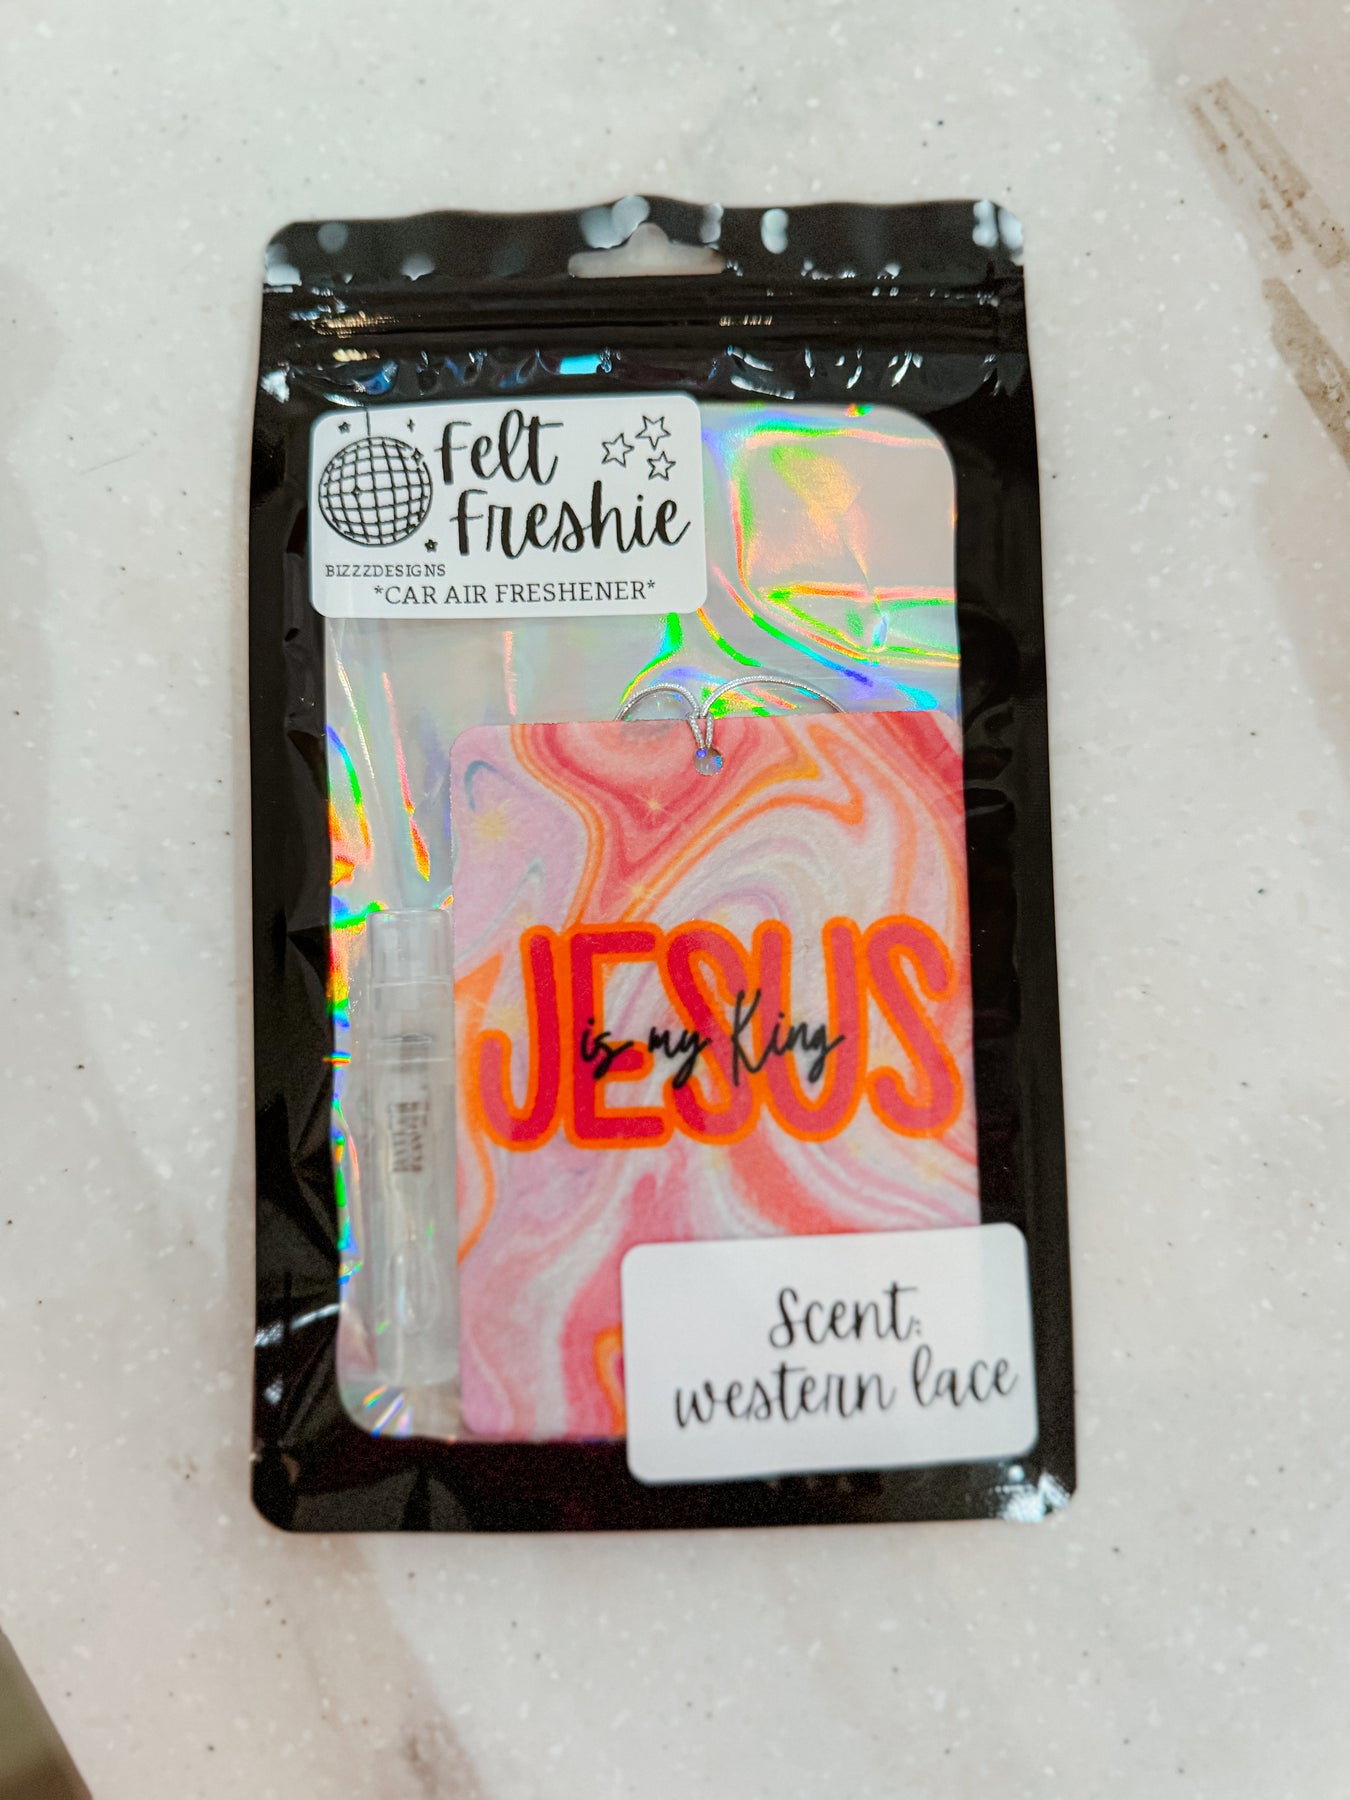 Felt
Freshie
BIZZZDESIGNS
*CAR AIR FRESHENER*
JESUS
is my King
Scent:
western lace